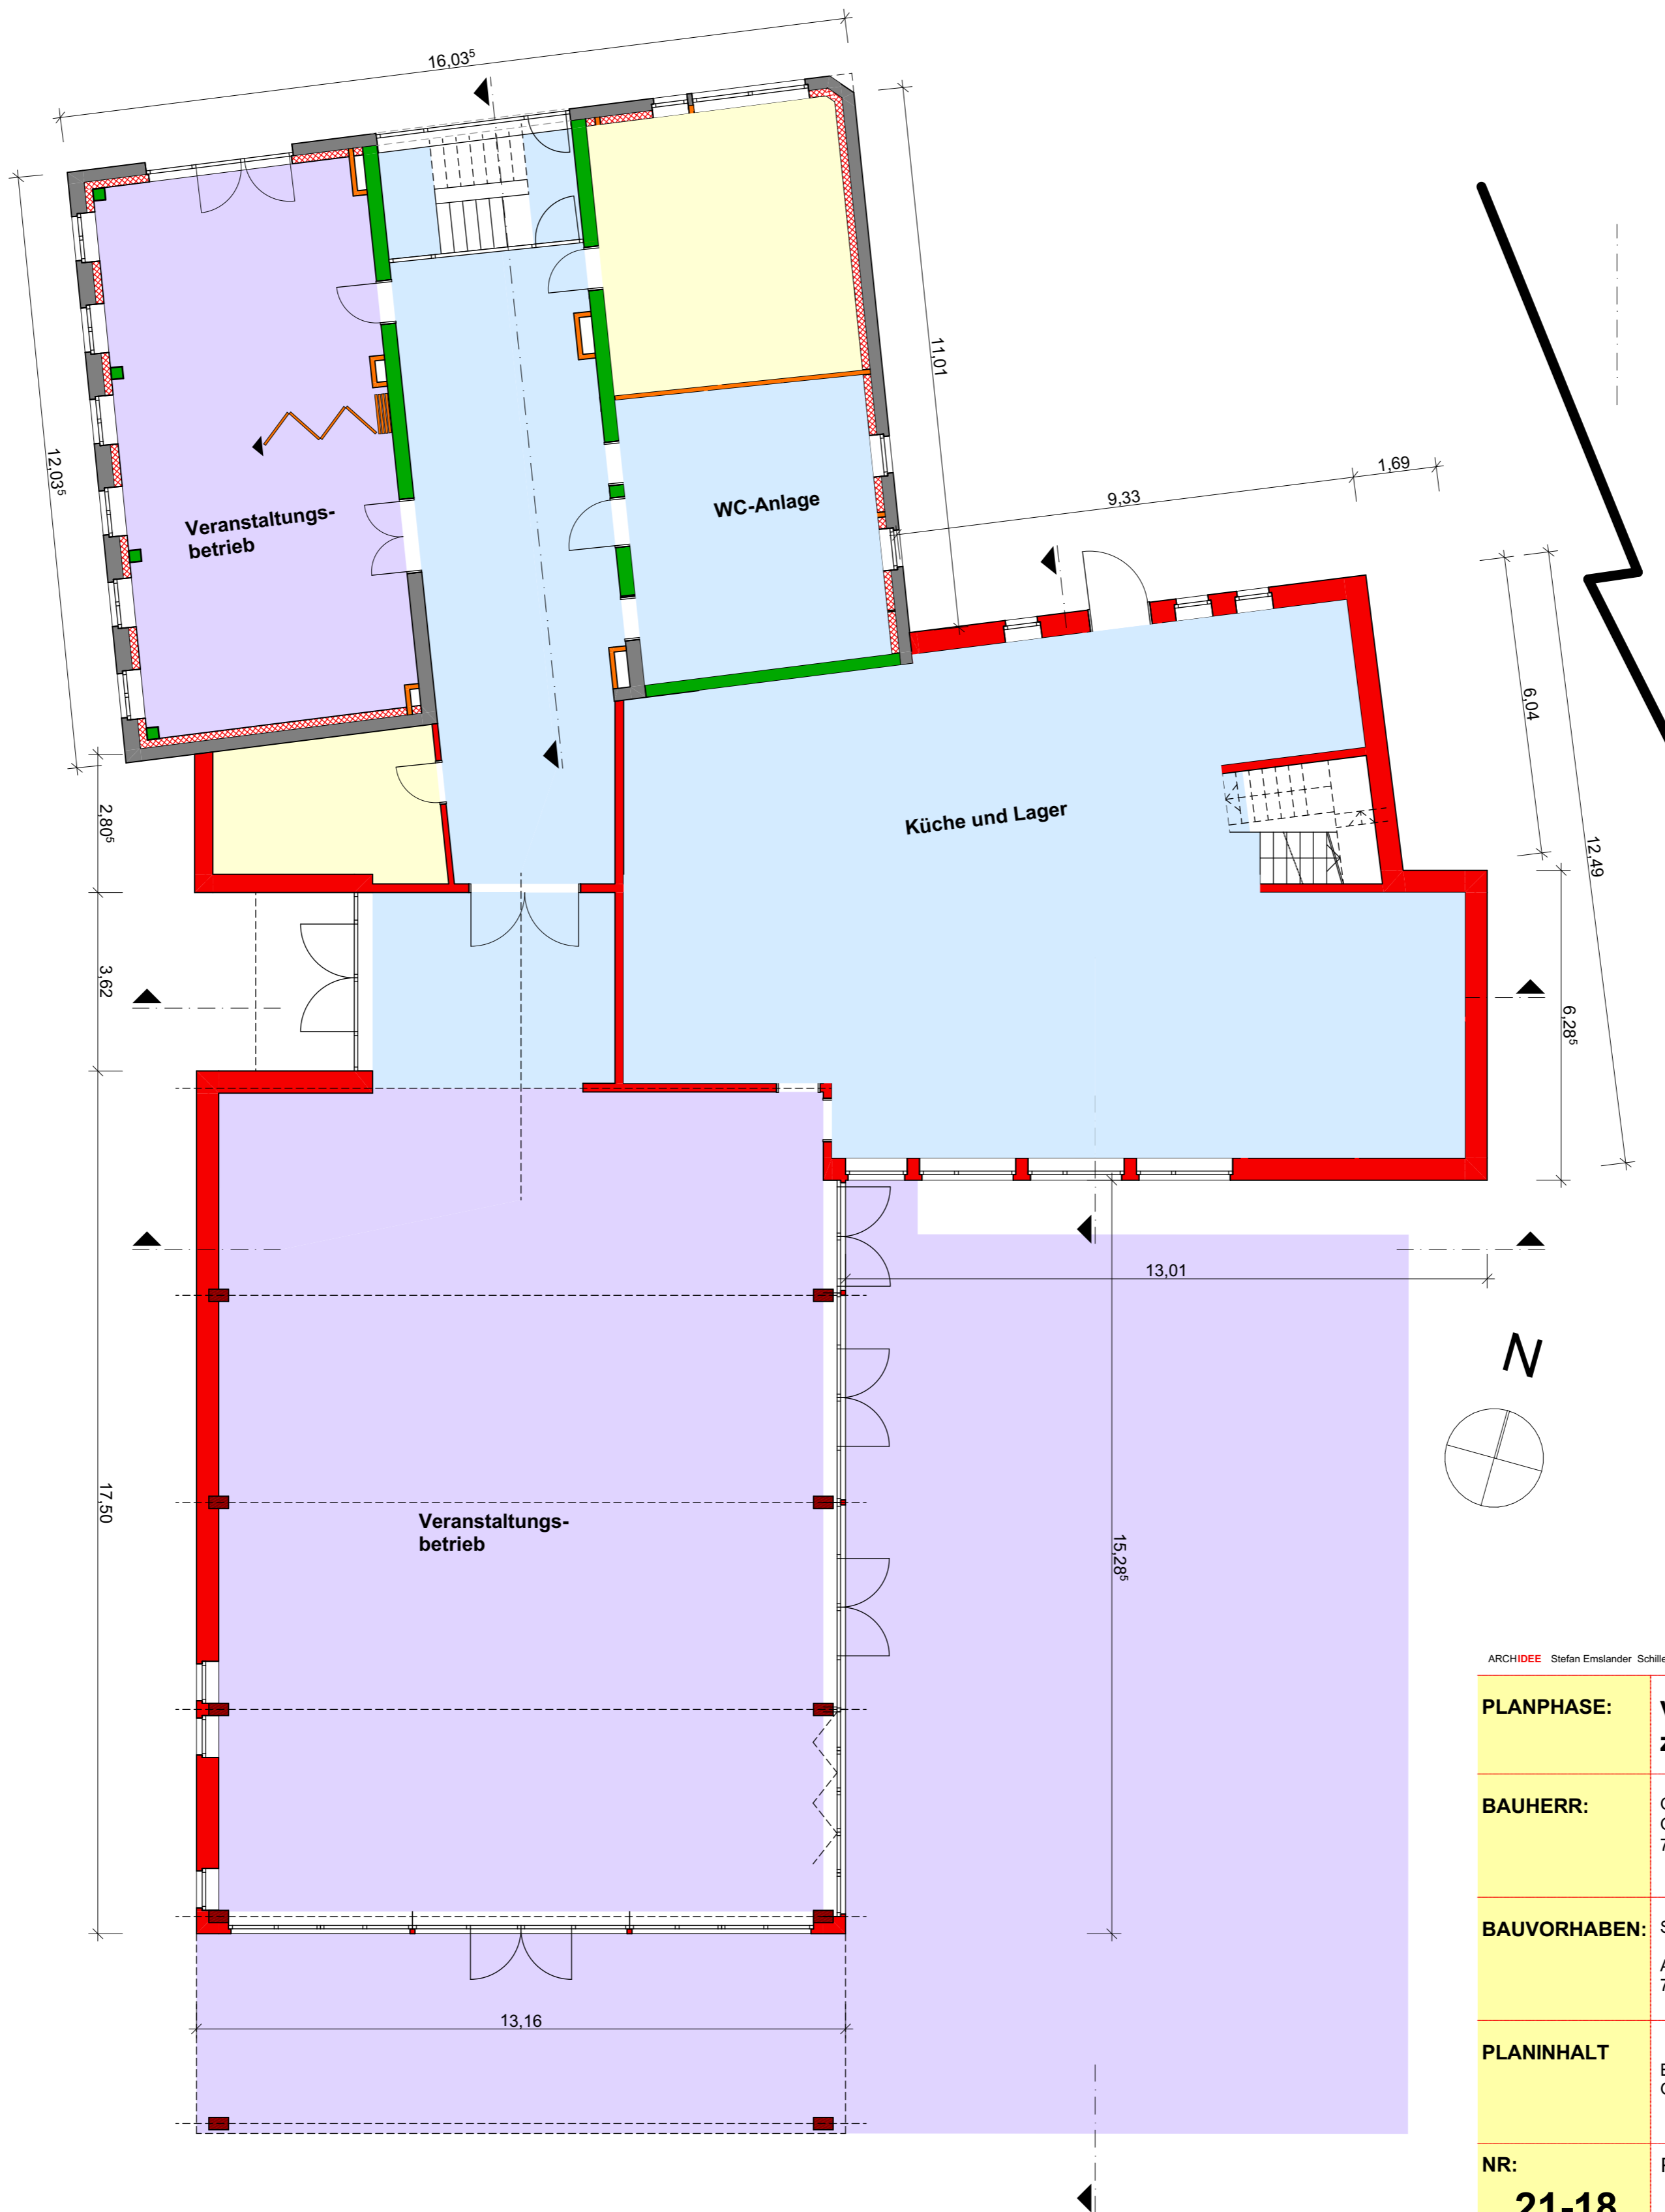 16,03⁵
11,01
12,03⁵
1,69
9,33
WC-Anlage
Veranstaltungs-
betrieb
6,04
Küche und Lager
2,80⁵
12,49
3,62
6,28⁵
13,01
N
17,50
Veranstaltungs-
betrieb
15,28⁵
ARCHIDEE Stefan Emslander
PLANPHASE:
BAUHERR:
BAUVORHABEN:
13,16
PLANINHALT
NR:
21-18